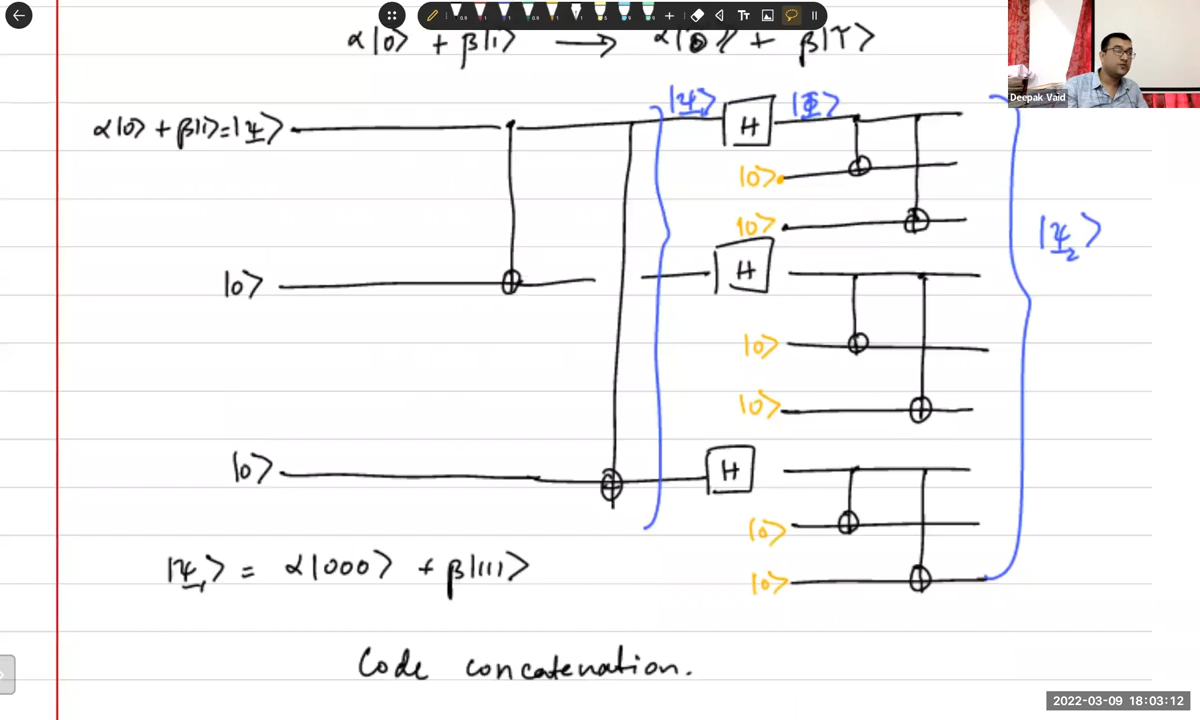 α|0⟩ + β|1⟩ → α|0̄⟩ + β|1̄⟩
Deepak Vaid
α|0⟩ + β|1⟩ = |Ψ⟩
|Ψ₁⟩ H |Φ⟩
|0⟩
|0⟩
|Ψ₂⟩
|0⟩ H
|0⟩
|0⟩
|0⟩ H
|0⟩
|0⟩
|Ψ₁⟩ = α|000⟩ + β|111⟩
Code concatenation.
2022-03-09 18:03:12